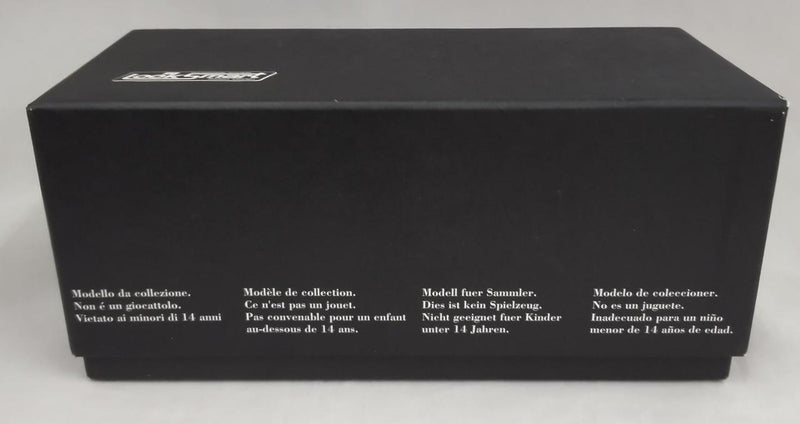 looksmart
Modello da collezione.
Non é un giocattolo.
Vietato ai minori di 14 anni
Modèle de collection.
Ce n'est pas un jouet.
Pas convenable pour un enfant
au-dessous de 14 ans.
Modell fuer Sammler.
Dies ist kein Spielzeug.
Nicht geeignet fuer Kinder
unter 14 Jahren.
Modelo de coleccioner.
No es un juguete.
Inadecuado para un niño
menor de 14 años de edad.